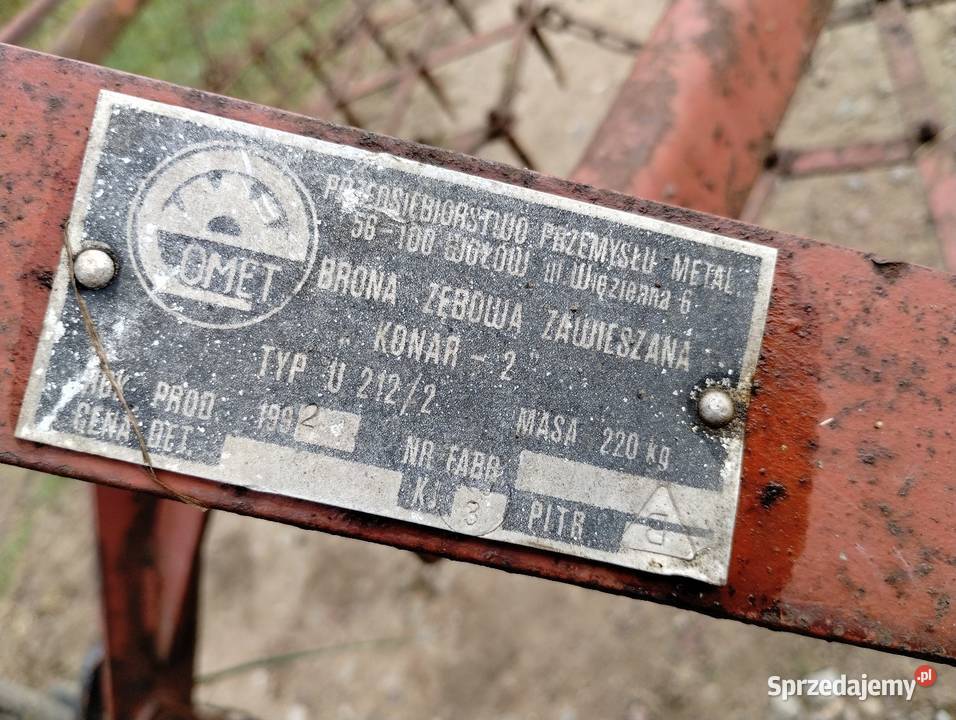 OMET
PRZEDSIĘBIORSTWO PRZEMYSŁU METAL.
56-100 WOŁÓW ul Więzienna 6
BRONA ZĘBOWA ZAWIESZANA
"KONAR-2"
TYP U 212/2
ROK PROD 1992 MASA 220 kg
CENA DET. NR FABR.
KJ 3 PITR
Sprzedajemy.pl